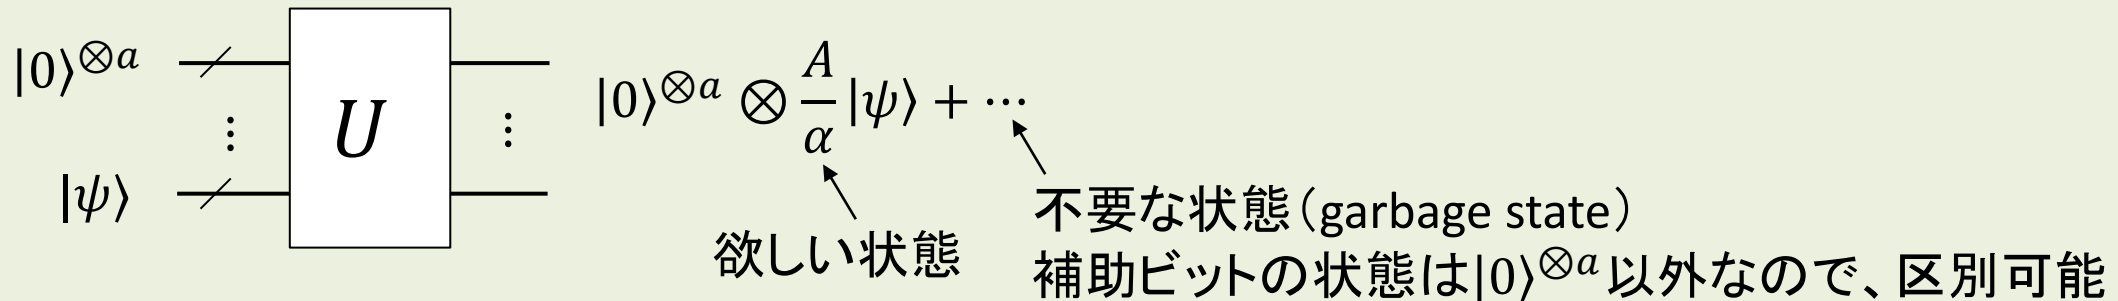 |0⟩^{⊗a}
U
⋮
⋮
|0⟩^{⊗a} ⊗ \frac{A}{α} |ψ⟩ + ⋯
|ψ⟩
欲しい状態
不要な状態（garbage state）
補助ビットの状態は|0⟩^{⊗a}以外なので、区別可能